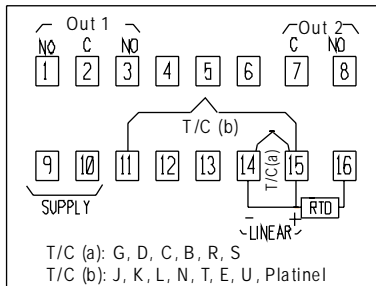 Out 1 Out 2
NO C NO C NO
1 2 3 4 5 6 7 8
T/C (b)
T/C(a)
9 10 11 12 13 14 15 16
SUPPLY - + RTD
LINEAR
T/C (a): G, D, C, B, R, S
T/C (b): J, K, L, N, T, E, U, Platinel